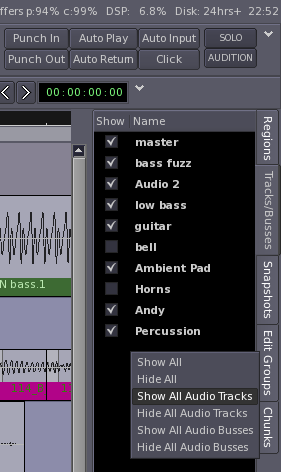 ffers p:94% c:99% DSP: 6.8% Disk: 24hrs+ 22:52
Punch In Auto Play Auto Input SOLO
Punch Out Auto Return Click AUDITION
00:00:00:00
Show Name
master
bass fuzz
Audio 2
low bass
guitar
bell
Ambient Pad
Horns
Andy
Percussion
Show All
Hide All
Show All Audio Tracks
Hide All Audio Tracks
Show All Audio Busses
Hide All Audio Busses
Regions
Tracks/Busses
Snapshots
Edit Groups
Chunks
N bass.1